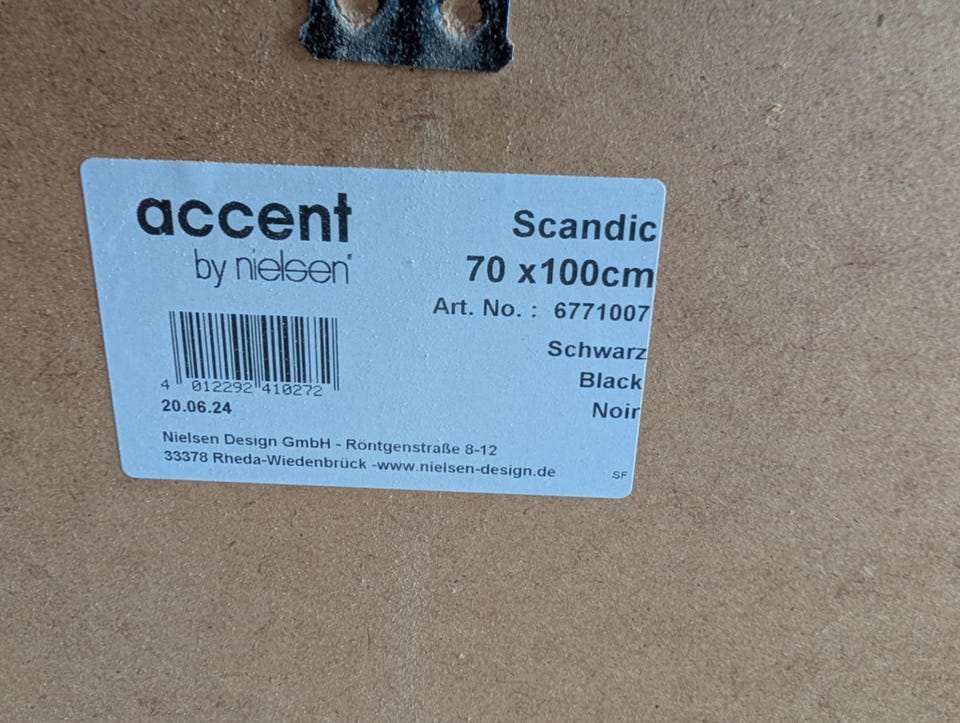 accent
by nielsen
Scandic
70 x100cm
Art. No. : 6771007
Schwarz
Black
Noir
4 012292 410272
20.06.24
Nielsen Design GmbH - Röntgenstraße 8-12
33378 Rheda-Wiedenbrück -www.nielsen-design.de
SF